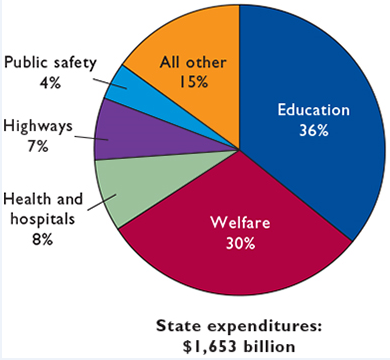 Public safety
4%
All other
15%
Education
36%
Highways
7%
Health and
hospitals
8%
Welfare
30%
State expenditures:
$1,653 billion